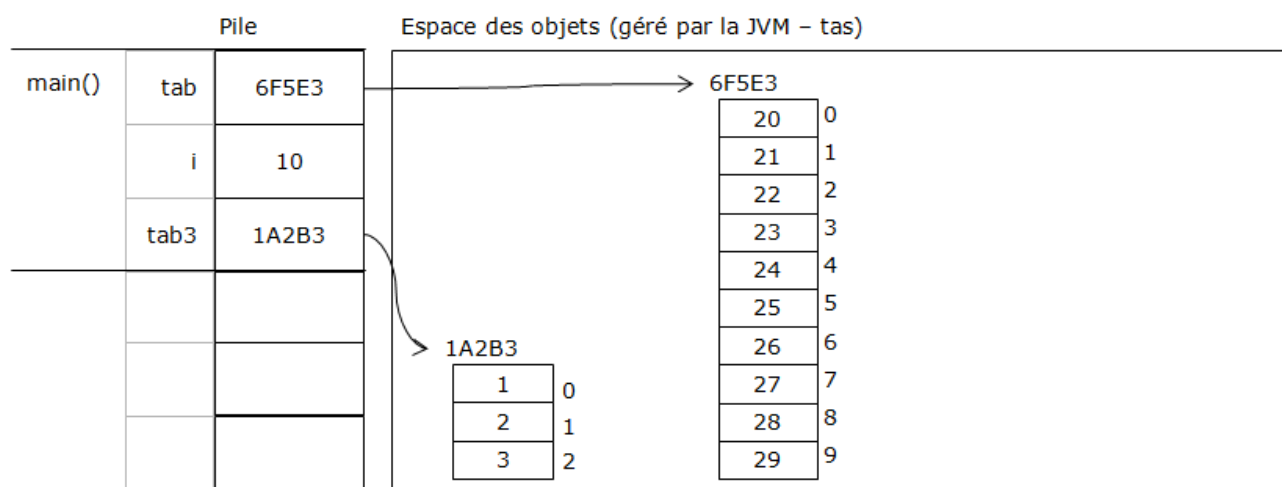 Pile Espace des objets (géré par la JVM – tas)
main() tab 6F5E3 6F5E3
20 0
21 1
i 10
22 2
23 3
tab3 1A2B3
24 4
25 5
26 6
1A2B3
27 7
1 0
28 8
2 1
29 9
3 2